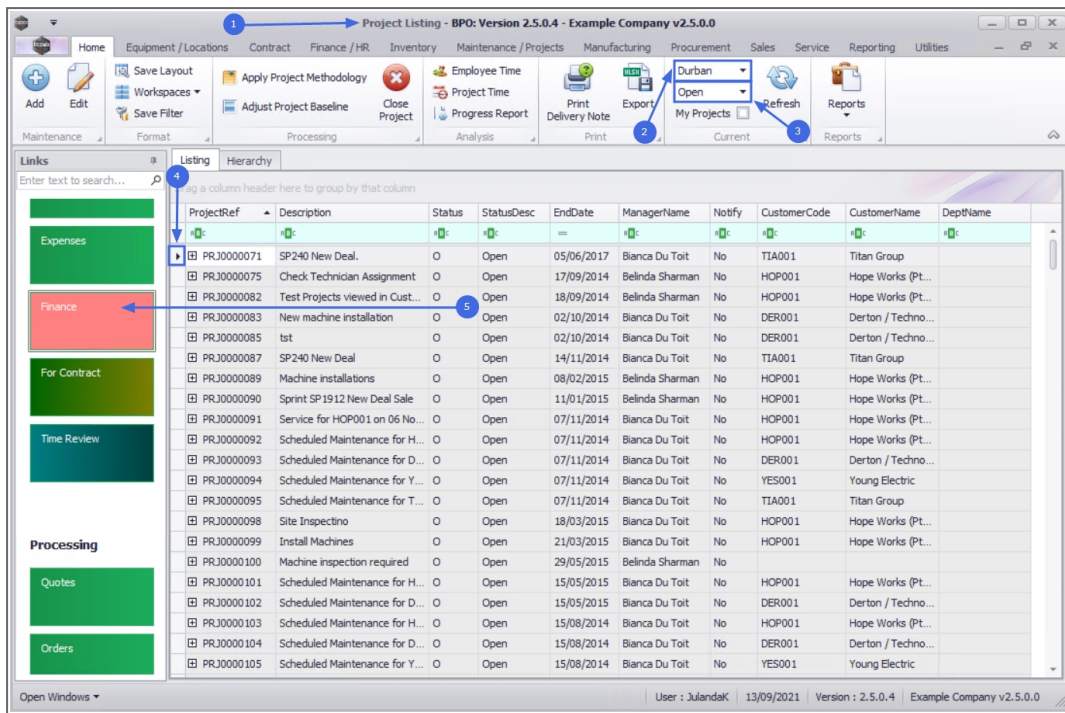 1
Project Listing - BPO: Version 2.5.0.4 - Example Company v2.5.0.0
Home Equipment / Locations Contract Finance / HR Inventory Maintenance / Projects Manufacturing Procurement Sales Service Reporting Utilities
Save Layout Employee Time Durban
Workspaces Apply Project Methodology Project Time Open
Add Edit Save Filter Adjust Project Baseline Close Project Progress Report Print Delivery Note Export My Projects Refresh Reports
2 3
Maintenance Format Processing Analysis Print Current Reports
Links Listing Hierarchy
4
Enter text to search... ag a column header here to group by that column
ProjectRef Description Status StatusDesc EndDate ManagerName Notify CustomerCode CustomerName DeptName
Expenses
PRJ0000071 SP240 New Deal. O Open 05/06/2017 Bianca Du Toit No TIA001 Titan Group
PRJ0000075 Check Technician Assignment O Open 17/09/2014 Belinda Sharman No HOP001 Hope Works (Pt...
PRJ0000082 Test Projects viewed in Cust... O Open 18/09/2014 Belinda Sharman No HOP001 Hope Works (Pt...
Finance 5
PRJ0000083 New machine installation O Open 02/10/2014 Bianca Du Toit No DER001 Derton / Techno...
PRJ0000085 tst O Open 02/10/2014 Bianca Du Toit No DER001 Derton / Techno...
PRJ0000087 SP240 New Deal O Open 14/11/2014 Bianca Du Toit No TIA001 Titan Group
For Contract
PRJ0000089 Machine installations O Open 08/02/2015 Belinda Sharman No HOP001 Hope Works (Pt...
PRJ0000090 Sprint SP1912 New Deal Sale O Open 11/01/2015 Belinda Sharman No HOP001 Hope Works (Pt...
PRJ0000091 Service for HOP001 on 06 No... O Open 07/11/2014 Bianca Du Toit No HOP001 Hope Works (Pt...
Time Review
PRJ0000092 Scheduled Maintenance for H... O Open 07/11/2014 Bianca Du Toit No HOP001 Hope Works (Pt...
PRJ0000093 Scheduled Maintenance for D... O Open 07/11/2014 Bianca Du Toit No DER001 Derton / Techno...
PRJ0000094 Scheduled Maintenance for Y... O Open 07/11/2014 Bianca Du Toit No YES001 Young Electric
PRJ0000095 Scheduled Maintenance for T... O Open 07/11/2014 Bianca Du Toit No TIA001 Titan Group
PRJ0000098 Site Inspectino O Open 18/03/2015 Bianca Du Toit No HOP001 Hope Works (Pt...
Processing
PRJ0000099 Install Machines O Open 21/03/2015 Bianca Du Toit No HOP001 Hope Works (Pt...
PRJ0000100 Machine inspection required O Open 29/05/2015 Belinda Sharman No
Quotes
PRJ0000101 Scheduled Maintenance for H... O Open 15/05/2015 Bianca Du Toit No HOP001 Hope Works (Pt...
PRJ0000102 Scheduled Maintenance for D... O Open 15/05/2015 Bianca Du Toit No DER001 Derton / Techno...
PRJ0000103 Scheduled Maintenance for H... O Open 15/08/2014 Bianca Du Toit No HOP001 Hope Works (Pt...
Orders
PRJ0000104 Scheduled Maintenance for D... O Open 15/08/2014 Bianca Du Toit No DER001 Derton / Techno...
PRJ0000105 Scheduled Maintenance for Y... O Open 15/08/2014 Bianca Du Toit No YES001 Young Electric
Open Windows User : JulandaK 13/09/2021 Version : 2.5.0.4 Example Company v2.5.0.0